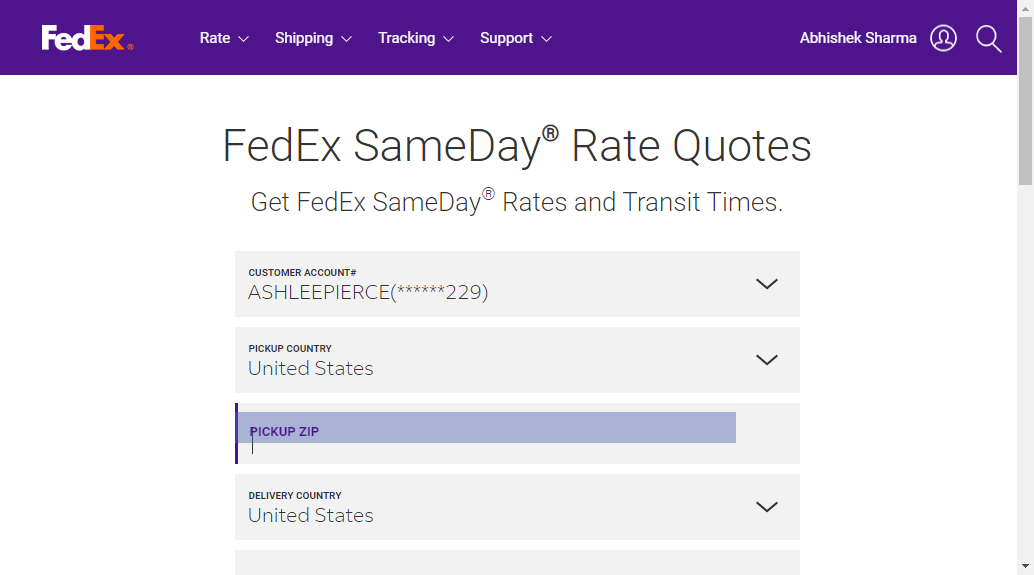 FedEx®
Rate
Shipping
Tracking
Support
Abhishek Sharma
FedEx SameDay® Rate Quotes
Get FedEx SameDay® Rates and Transit Times.
CUSTOMER ACCOUNT#
ASHLEEPIERCE(******229)
PICKUP COUNTRY
United States
PICKUP ZIP
DELIVERY COUNTRY
United States